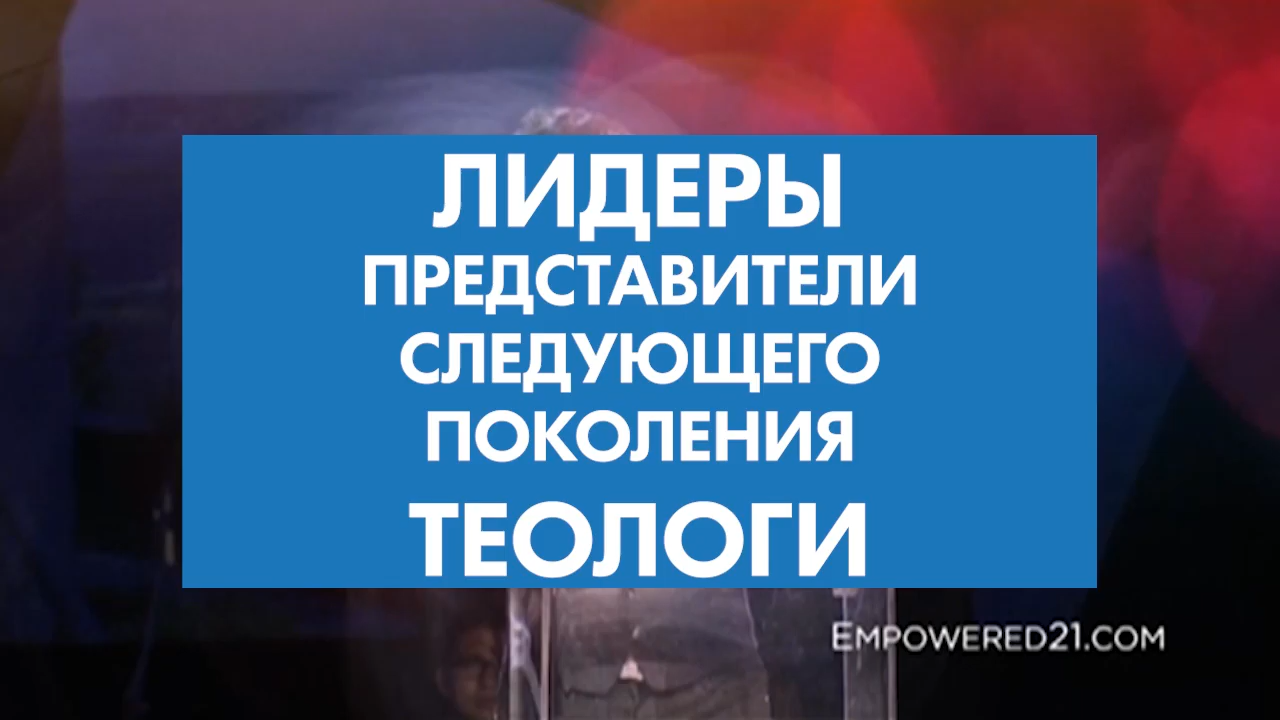 ЛИДЕРЫ
ПРЕДСТАВИТЕЛИ
СЛЕДУЮЩЕГО
ПОКОЛЕНИЯ
ТЕОЛОГИ
EMPOWERED21.COM